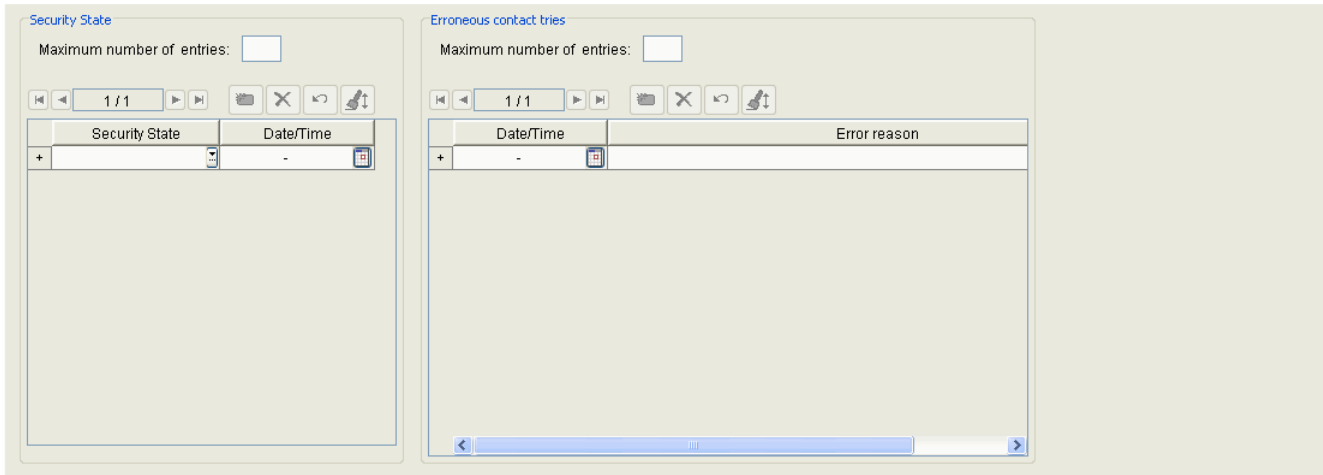 Security State
Maximum number of entries:
1 / 1
Security State Date/Time
+ -
Erroneous contact tries
Maximum number of entries:
1 / 1
Date/Time Error reason
+ -